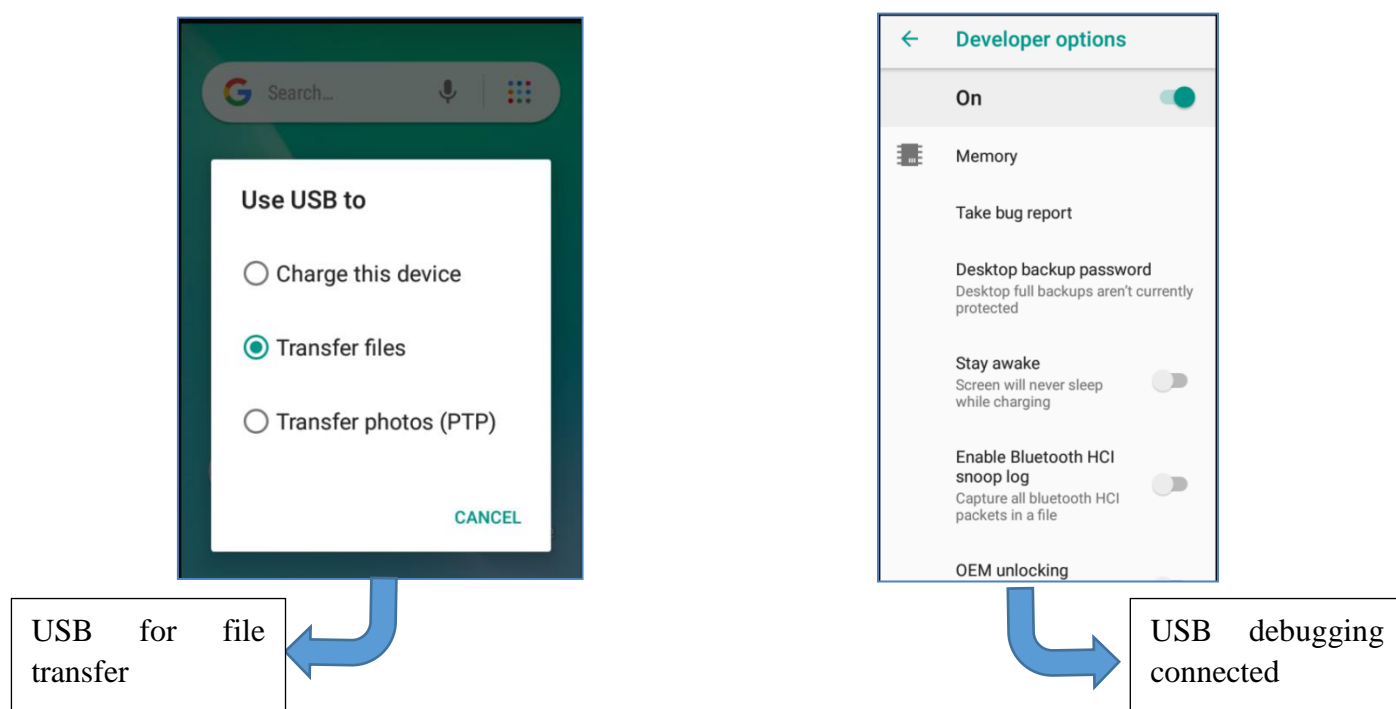 Search...
Use USB to
Charge this device
Transfer files
Transfer photos (PTP)
CANCEL
USB for file
transfer
Developer options
On
Memory
Take bug report
Desktop backup password
Desktop full backups aren't currently
protected
Stay awake
Screen will never sleep
while charging
Enable Bluetooth HCI
snoop log
Capture all bluetooth HCI
packets in a file
OEM unlocking
USB debugging
connected